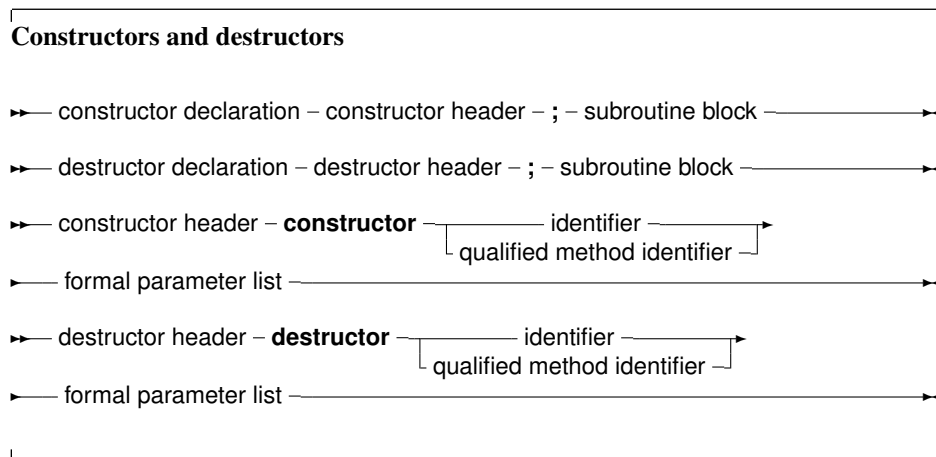 Constructors and destructors
constructor declaration – constructor header – ; – subroutine block
destructor declaration – destructor header – ; – subroutine block
constructor header – constructor identifier
qualified method identifier
formal parameter list
destructor header – destructor identifier
qualified method identifier
formal parameter list